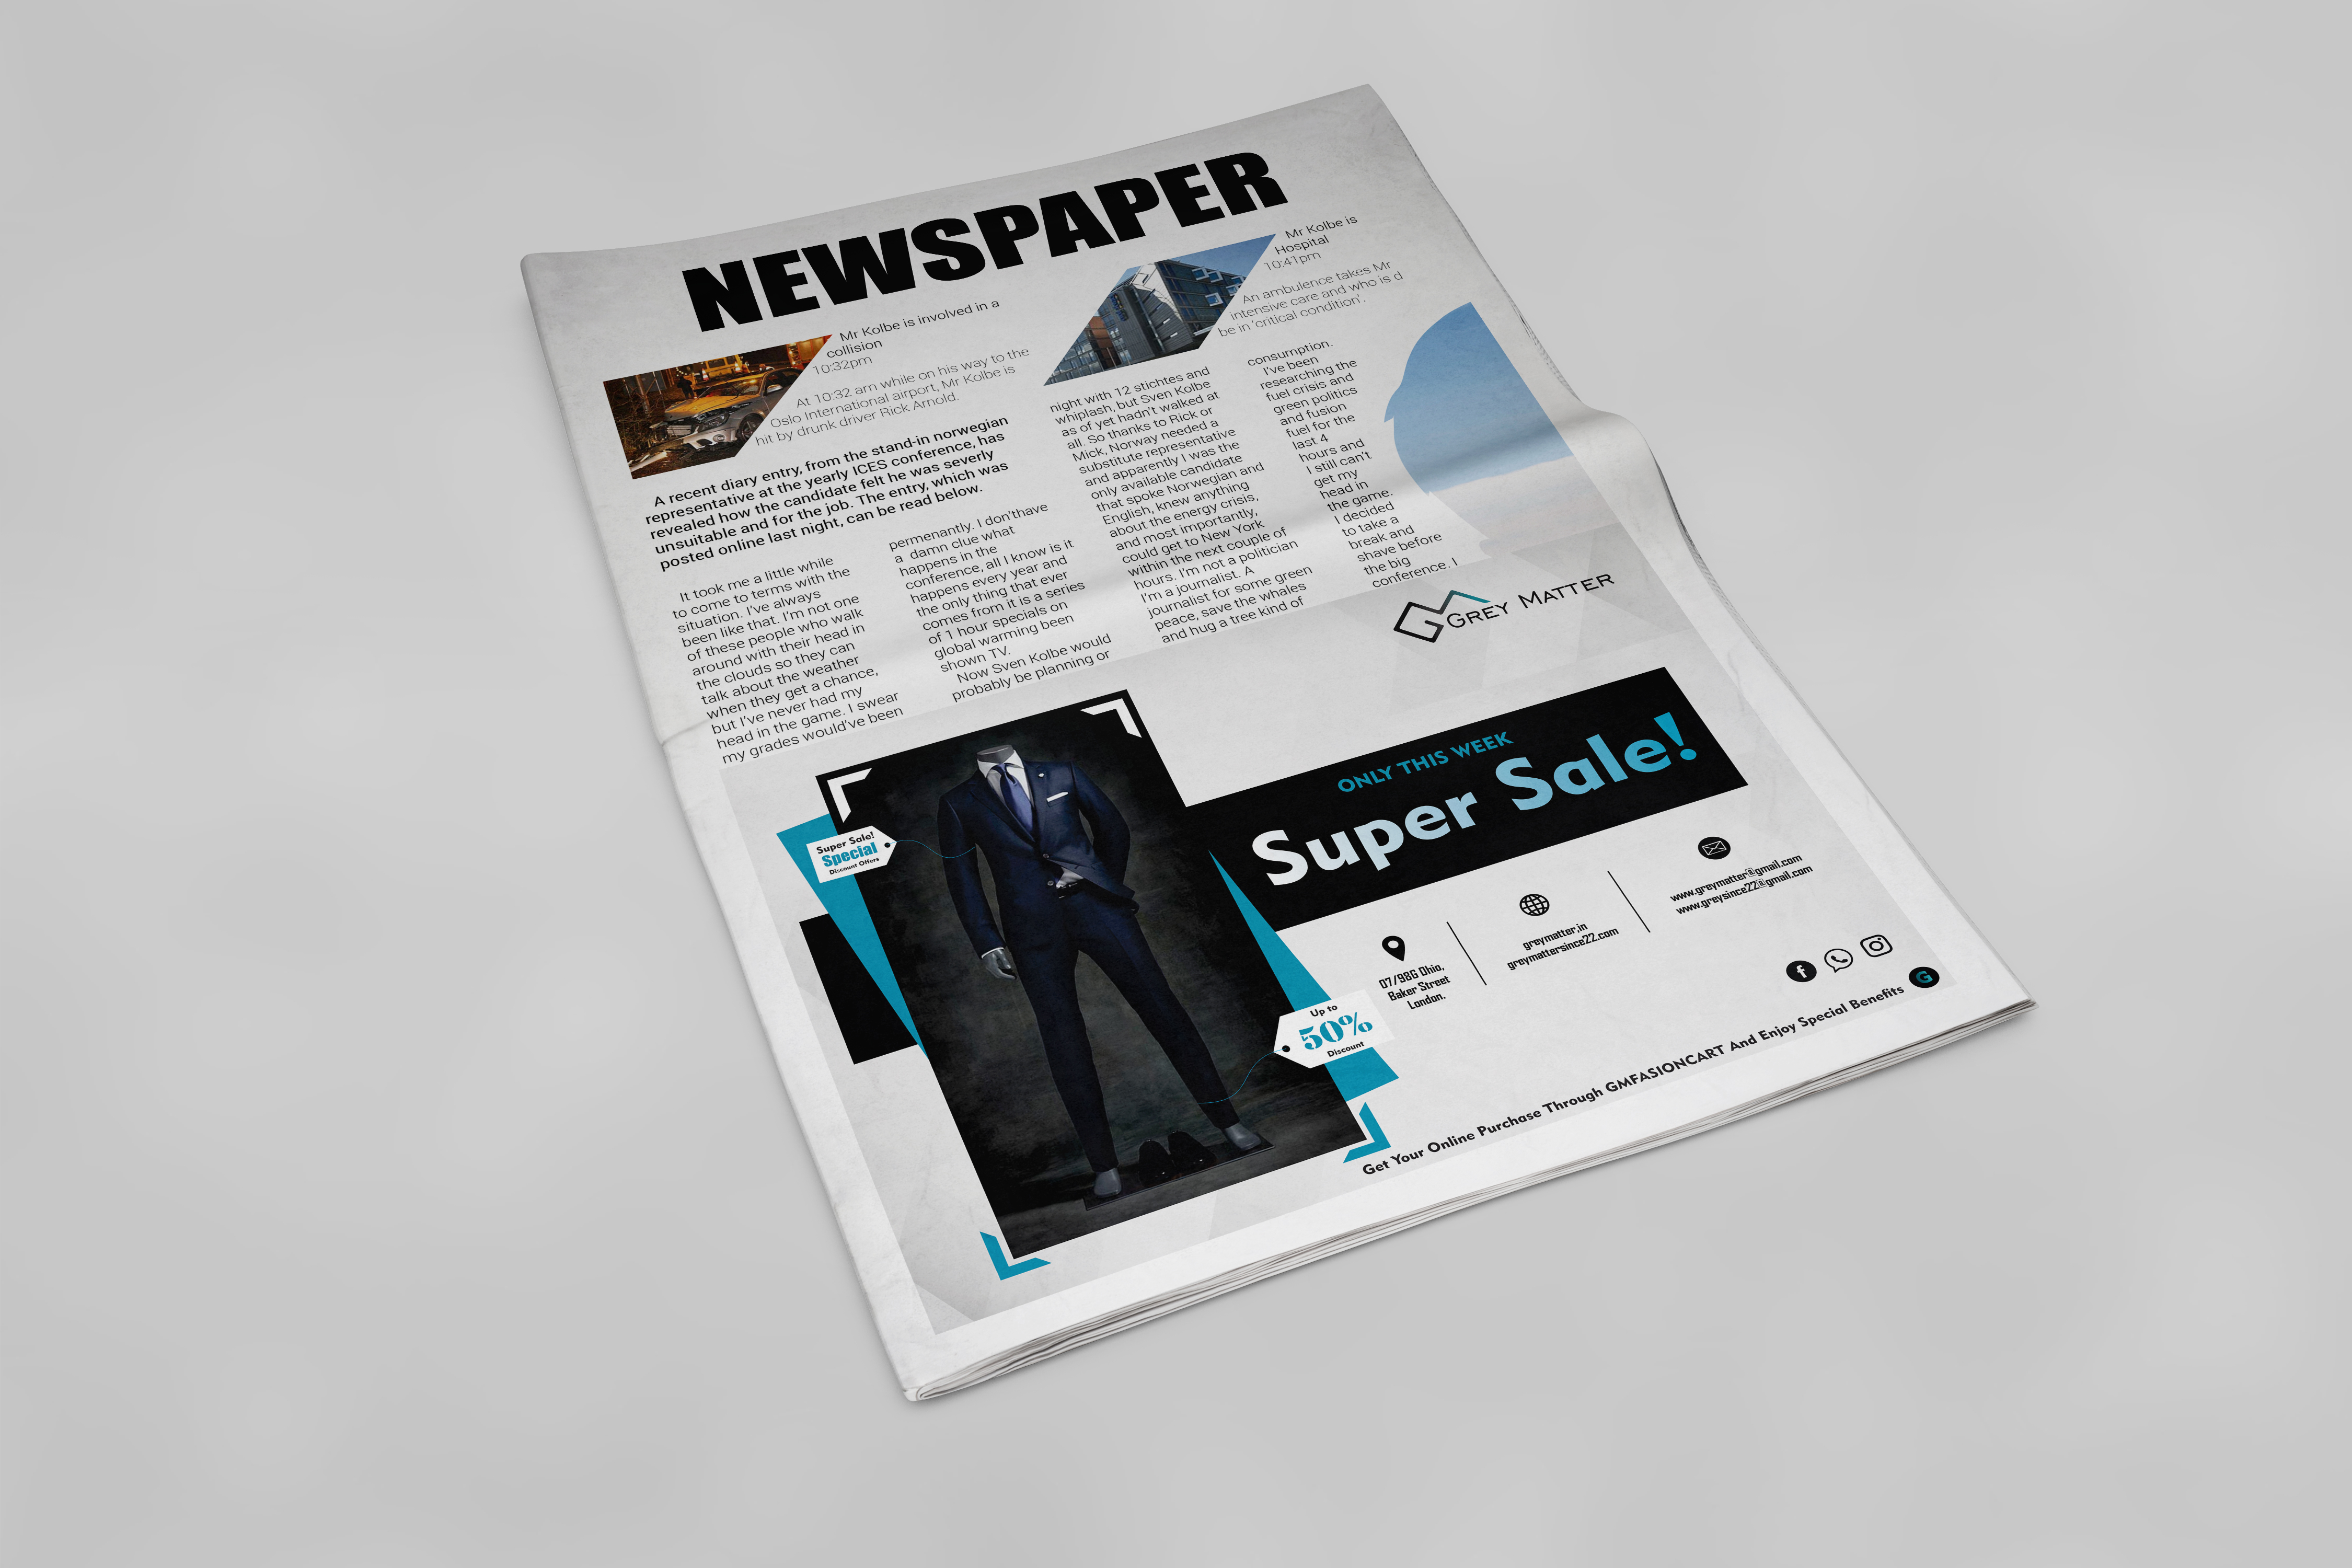 NEWSPAPER
Mr Kolbe is involved in a
collision
10:32pm
At 10:32 am while on his way to the
Oslo International airport, Mr Kolbe is
hit by drunk driver Rick Arnold.
Mr Kolbe is
Hospital
10:41pm
An ambulence takes Mr
intensive care and who is d
be in 'critical condition'.
A recent diary entry, from the stand-in norwegian
representative at the yearly ICES conference, has
revealed how the candidate felt he was severly
unsuitable and for the job. The entry, which was
posted online last night, can be read below.
It took me a little while
to come to terms with the
situation. I've always
been like that. I'm not one
of these people who walk
around with their head in
the clouds so they can
talk about the weather
when they get a chance,
but I've never had my
head in the game. I swear
my grades would've been
permenantly. I don'thave
a damn clue what
happens in the
conference, all I know is it
happens every year and
the only thing that ever
comes from it is a series
of 1 hour specials on
global warming been
shown TV.
Now Sven Kolbe would
probably be planning or
night with 12 stichtes and
whiplash, but Sven Kolbe
as of yet hadn't walked at
all. So thanks to Rick or
Mick, Norway needed a
substitute representative
and apparently I was the
only available candidate
that spoke Norwegian and
English, knew anything
about the energy crisis,
and most importantly,
could get to New York
within the next couple of
hours. I'm not a politician
I'm a journalist. A
journalist for some green
peace, save the whales
and hug a tree kind of
consumption.
I've been
researching the
fuel crisis and
green politics
and fusion
fuel for the
last 4
hours and
I still can't
get my
head in
the game.
I decided
to take a
break and
shave before
the big
conference. I
GREY MATTER
ONLY THIS WEEK
Super Sale!
Super Sale!
Special
Discount Offers
Up to
50%
Discount
07/98G Ohio,
Baker Street
London.
greymatter.in
greymattersince22.com
www.greymatter@gmail.com
www.greysince22@gmail.com
Get Your Online Purchase Through GMFASIONCART And Enjoy Special Benefits
G